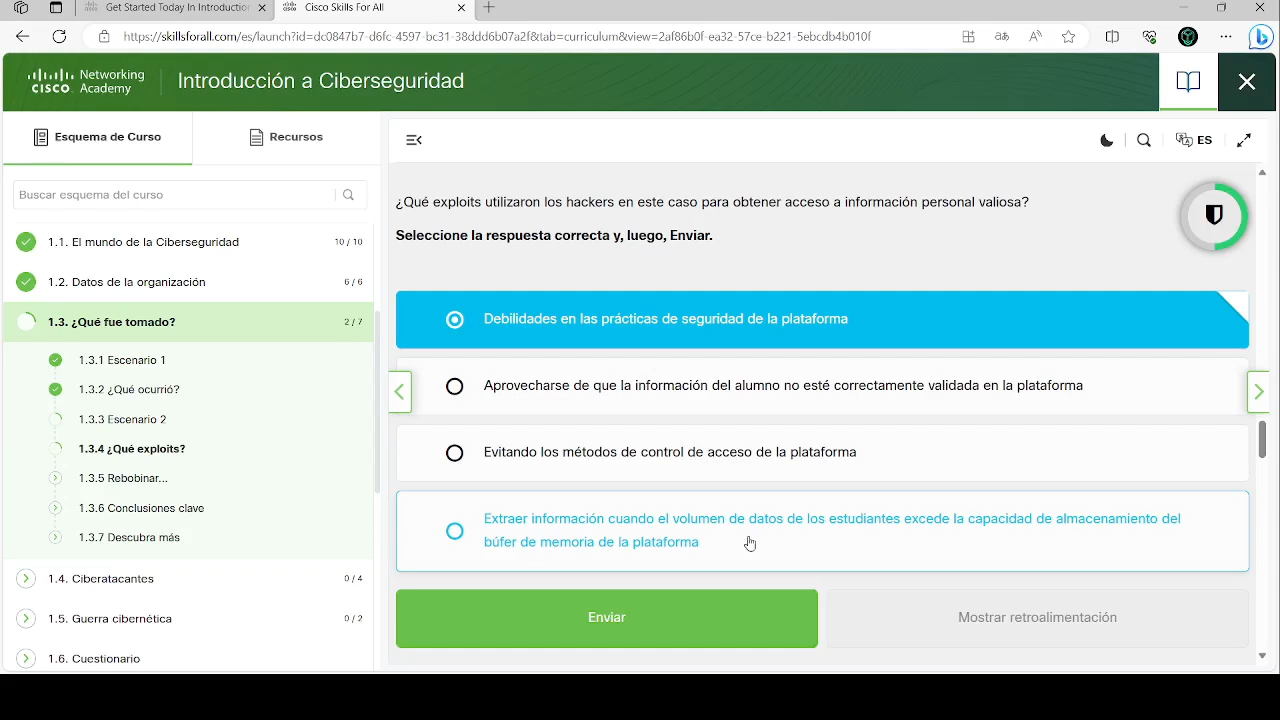 Get Started Today In Introduction
Cisco Skills For All
https://skillsforall.com/es/launch?id=dc0847b7-d6fc-4597-bc31-38ddd6b07a2f&tab=curriculum&view=2af86b0f-ea32-57ce-b221-5ebcdb4b010f
Networking
CISCO Academy
Introducción a Ciberseguridad
Esquema de Curso
Recursos
ES
Buscar esquema del curso
1.1. El mundo de la Ciberseguridad 10 / 10
1.2. Datos de la organización 6 / 6
1.3. ¿Qué fue tomado? 2 / 7
1.3.1 Escenario 1
1.3.2 ¿Qué ocurrió?
1.3.3 Escenario 2
1.3.4 ¿Qué exploits?
1.3.5 Rebobinar...
1.3.6 Conclusiones clave
1.3.7 Descubra más
1.4. Ciberatacantes 0 / 4
1.5. Guerra cibernética 0 / 2
1.6. Cuestionario
¿Qué exploits utilizaron los hackers en este caso para obtener acceso a información personal valiosa?
Seleccione la respuesta correcta y, luego, Enviar.
Debilidades en las prácticas de seguridad de la plataforma
Aprovecharse de que la información del alumno no esté correctamente validada en la plataforma
Evitando los métodos de control de acceso de la plataforma
Extraer información cuando el volumen de datos de los estudiantes excede la capacidad de almacenamiento del
búfer de memoria de la plataforma
Enviar
Mostrar retroalimentación